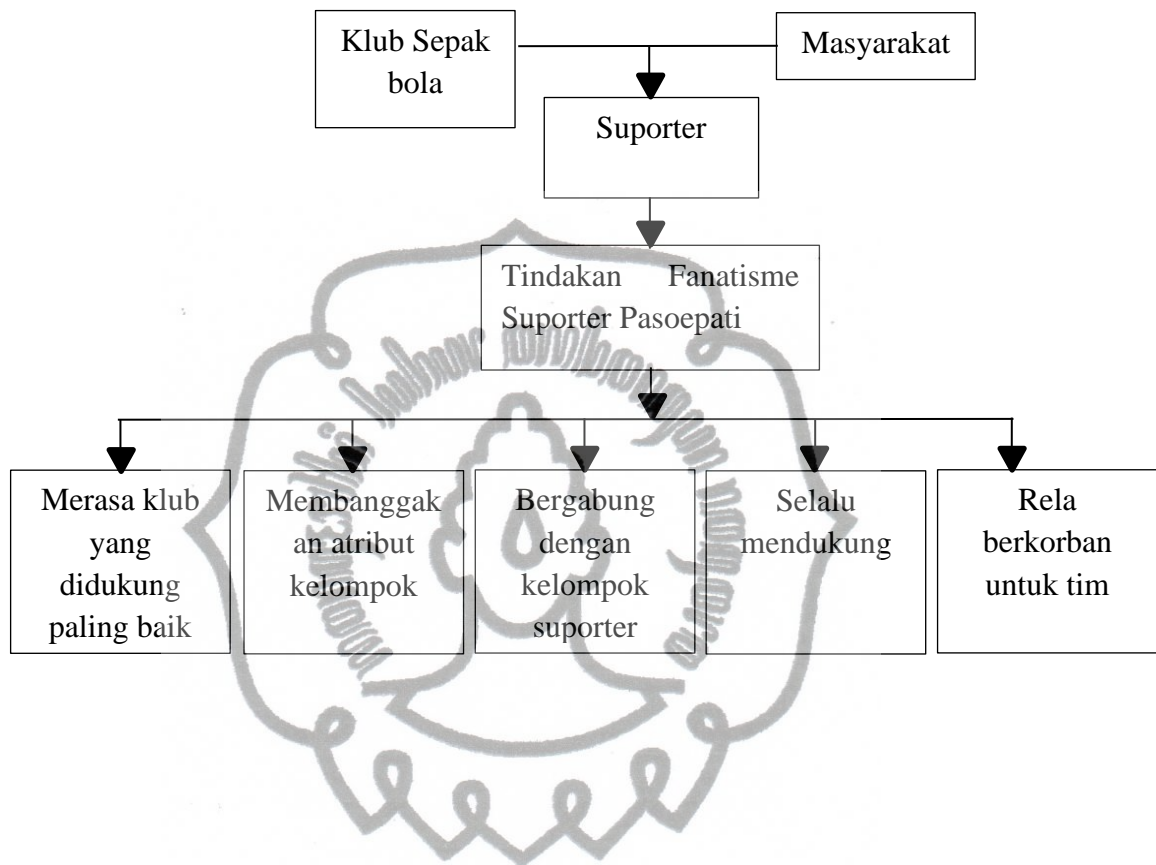 Klub Sepak
bola
Masyarakat
Suporter
Tindakan Fanatisme
Suporter Pasoepati
Merasa klub
yang
didukung
paling baik
Membanggak
an atribut
kelompok
Bergabung
dengan
kelompok
suporter
Selalu
mendukung
Rela
berkorban
untuk tim